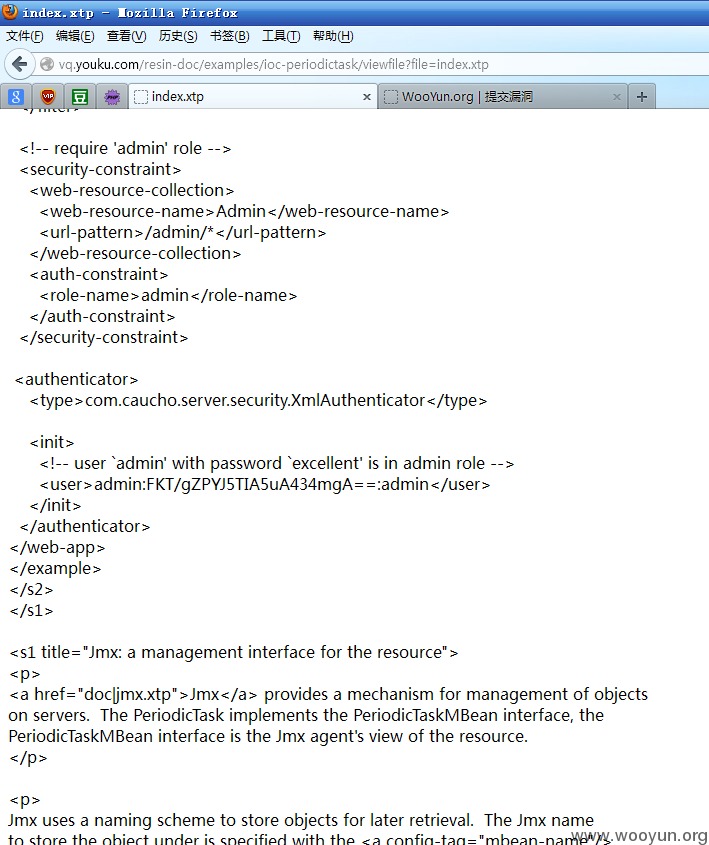 index.xtp - Mozilla Firefox
文件(F) 编辑(E) 查看(V) 历史(S) 书签(B) 工具(T) 帮助(H)
vq.youku.com/resin-doc/examples/ioc-periodictask/viewfile?file=index.xtp
8 VIP 豆 PHP index.xtp × WooYun.org | 提交漏洞 × +
</filter>
<!-- require 'admin' role -->
<security-constraint>
<web-resource-collection>
<web-resource-name>Admin</web-resource-name>
<url-pattern>/admin/*</url-pattern>
</web-resource-collection>
<auth-constraint>
<role-name>admin</role-name>
</auth-constraint>
</security-constraint>
<authenticator>
<type>com.caucho.server.security.XmlAuthenticator</type>
<init>
<!-- user `admin' with password `excellent' is in admin role -->
<user>admin:FKT/gZPYJ5TIA5uA434mgA==:admin</user>
</init>
</authenticator>
</web-app>
</example>
</s2>
</s1>
<s1 title="Jmx: a management interface for the resource">
<p>
<a href="doc|jmx.xtp">Jmx</a> provides a mechanism for management of objects
on servers.  The PeriodicTask implements the PeriodicTaskMBean interface, the
PeriodicTaskMBean interface is the Jmx agent's view of the resource.
</p>
<p>
Jmx uses a naming scheme to store objects for later retrieval.  The Jmx name
to store the object under is specified with the <a config-tag="mbean-name"/>
www.wooyun.org